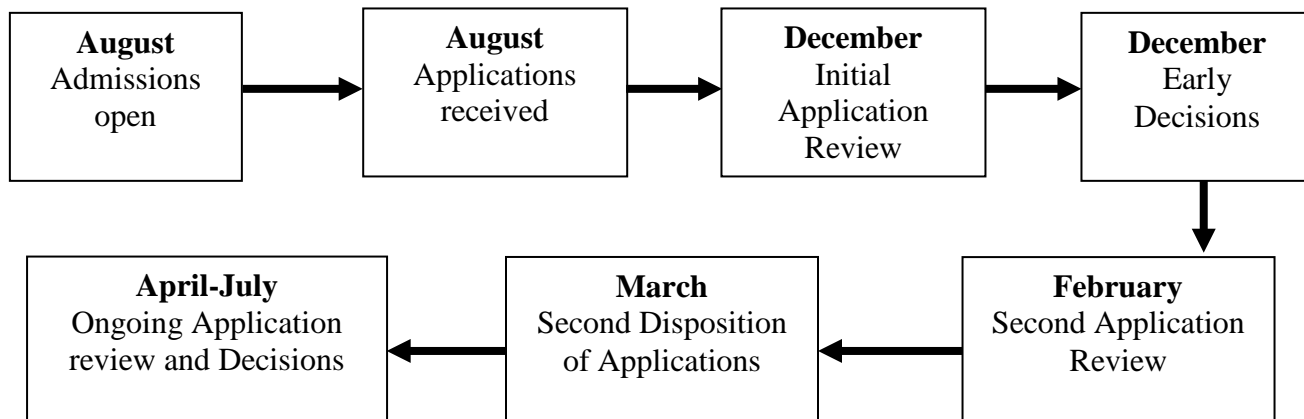 August
Admissions
open
August
Applications
received
December
Initial
Application
Review
December
Early
Decisions
February
Second Application
Review
March
Second Disposition
of Applications
April-July
Ongoing Application
review and Decisions